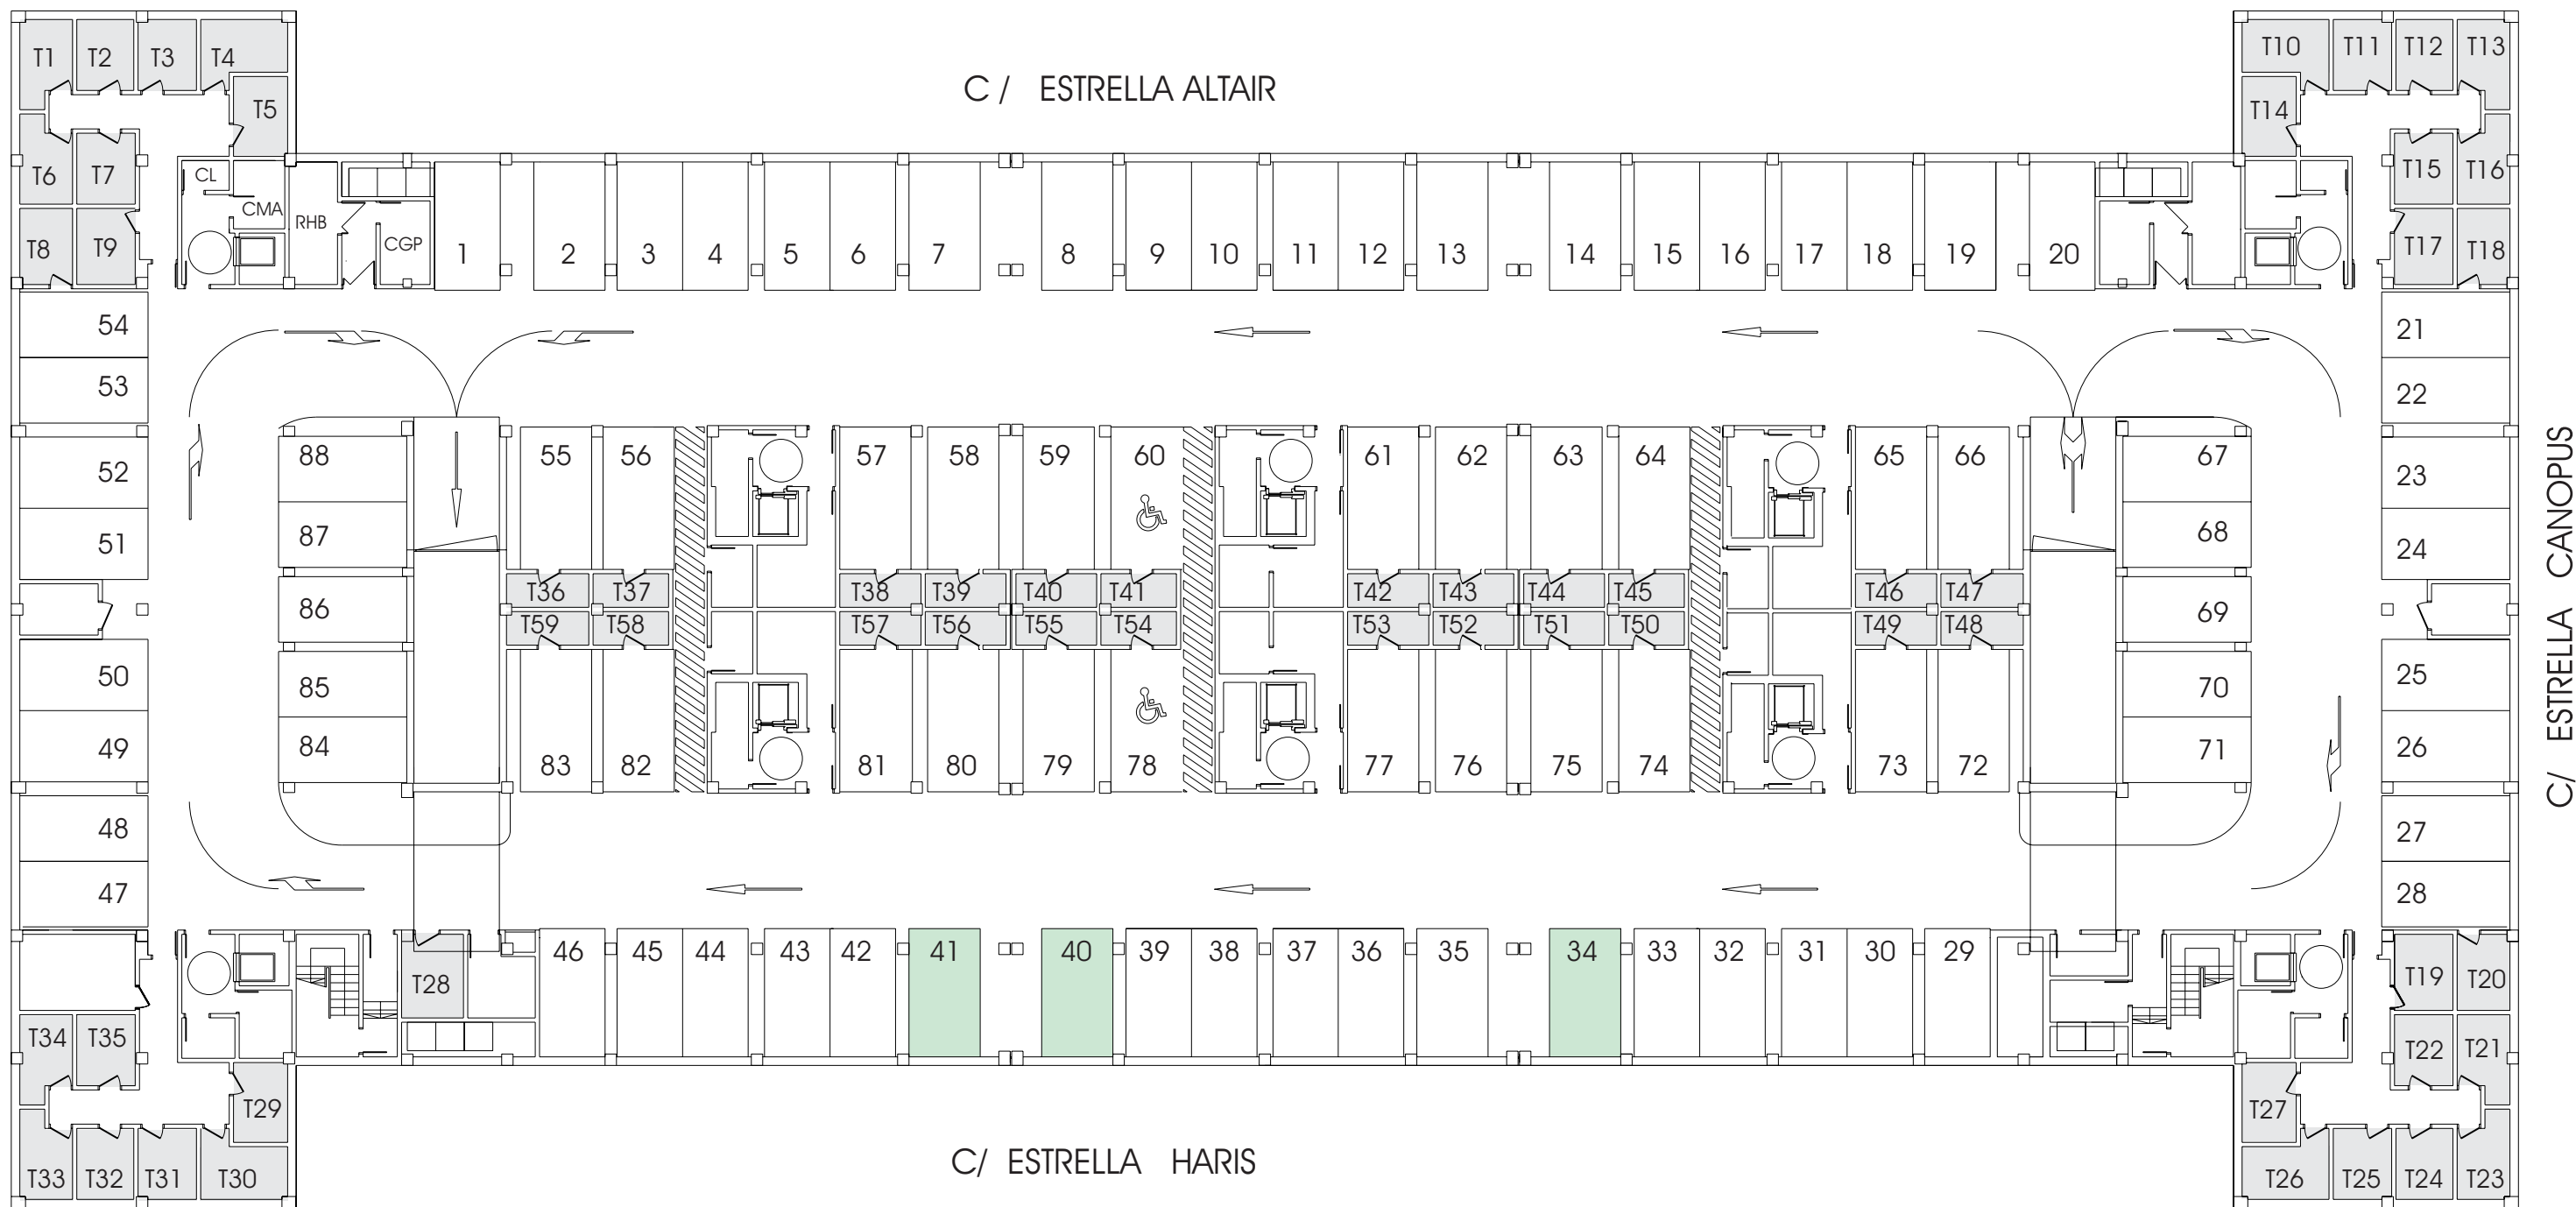 T1 T2 T3 T4 T10 T11 T12 T13
C / ESTRELLA ALTAIR
T5 T14
T6 T7 CL T15 T16
CMA RHB
T8 T9 CGP 1 2 3 4 5 6 7 8 9 10 11 12 13 14 15 16 17 18 19 20 T17 T18
54 21
53 22
88 55 56 57 58 59 60 61 62 63 64 65 66 67
52 23
51 87 68 24
T36 T37 T38 T39 T40 T41 T42 T43 T44 T45 T46 T47
86 69
T59 T58 T57 T56 T55 T54 T53 T52 T51 T50 T49 T48
C/ ESTRELLA CANOPUS
50 85 70 25
49 84 71 26
83 82 81 80 79 78 77 76 75 74 73 72
48 27
47 28
46 45 44 43 42 41 40 39 38 37 36 35 34 33 32 31 30 29
T28 T19 T20
T34 T35 T22 T21
T29 T27
C/ ESTRELLA HARIS
T33 T32 T31 T30 T26 T25 T24 T23